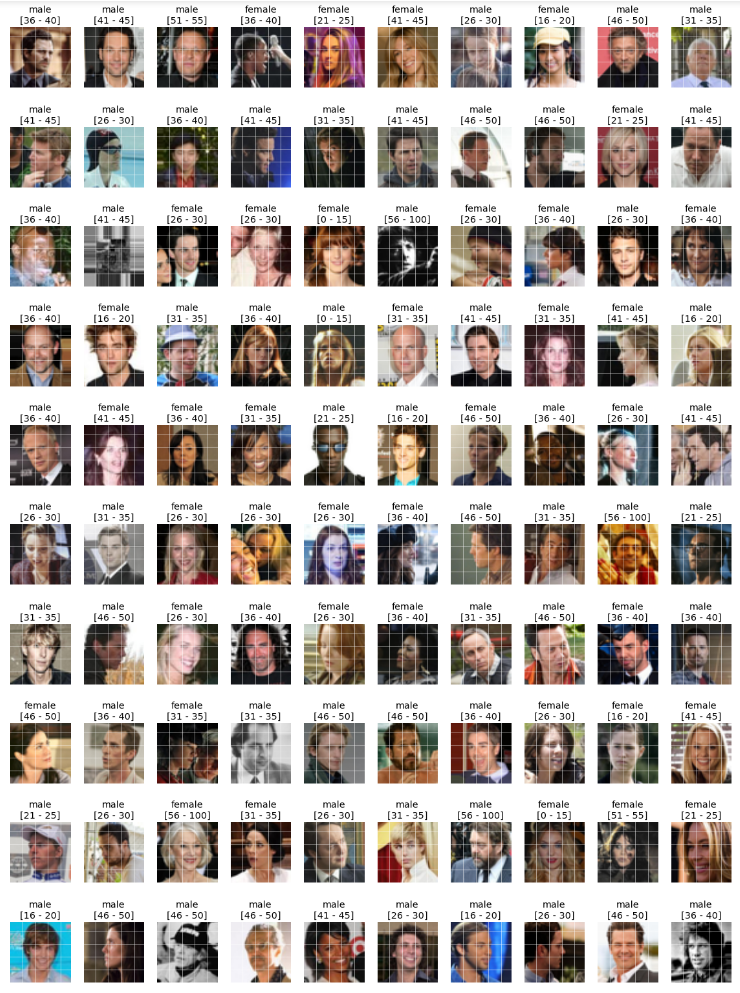 male male male female female female male female male male
[36 - 40] [41 - 45] [51 - 55] [36 - 40] [21 - 25] [41 - 45] [26 - 30] [16 - 20] [46 - 50] [31 - 35]
male male male male male male male male female male
[41 - 45] [26 - 30] [36 - 40] [41 - 45] [31 - 35] [41 - 45] [46 - 50] [46 - 50] [21 - 25] [41 - 45]
male male female female female male female female male female
[36 - 40] [41 - 45] [26 - 30] [26 - 30] [0 - 15] [56 - 100] [26 - 30] [36 - 40] [26 - 30] [36 - 40]
male female male male male female male female female female
[36 - 40] [16 - 20] [31 - 35] [36 - 40] [0 - 15] [31 - 35] [41 - 45] [31 - 35] [41 - 45] [16 - 20]
male female female female male male female male female male
[36 - 40] [41 - 45] [36 - 40] [31 - 35] [21 - 25] [16 - 20] [46 - 50] [36 - 40] [26 - 30] [41 - 45]
male male female male female female male male male female
[26 - 30] [31 - 35] [26 - 30] [26 - 30] [26 - 30] [36 - 40] [46 - 50] [31 - 35] [56 - 100] [21 - 25]
male male female male female female male male female male
[31 - 35] [46 - 50] [26 - 30] [36 - 40] [26 - 30] [36 - 40] [31 - 35] [46 - 50] [36 - 40] [36 - 40]
female male female male male male male female female female
[46 - 50] [36 - 40] [31 - 35] [31 - 35] [46 - 50] [46 - 50] [36 - 40] [26 - 30] [16 - 20] [41 - 45]
male male female female male male male female female female
[21 - 25] [26 - 30] [56 - 100] [31 - 35] [26 - 30] [31 - 35] [56 - 100] [0 - 15] [51 - 55] [21 - 25]
male male male male male female male male male male
[16 - 20] [46 - 50] [46 - 50] [46 - 50] [41 - 45] [26 - 30] [16 - 20] [26 - 30] [46 - 50] [36 - 40]